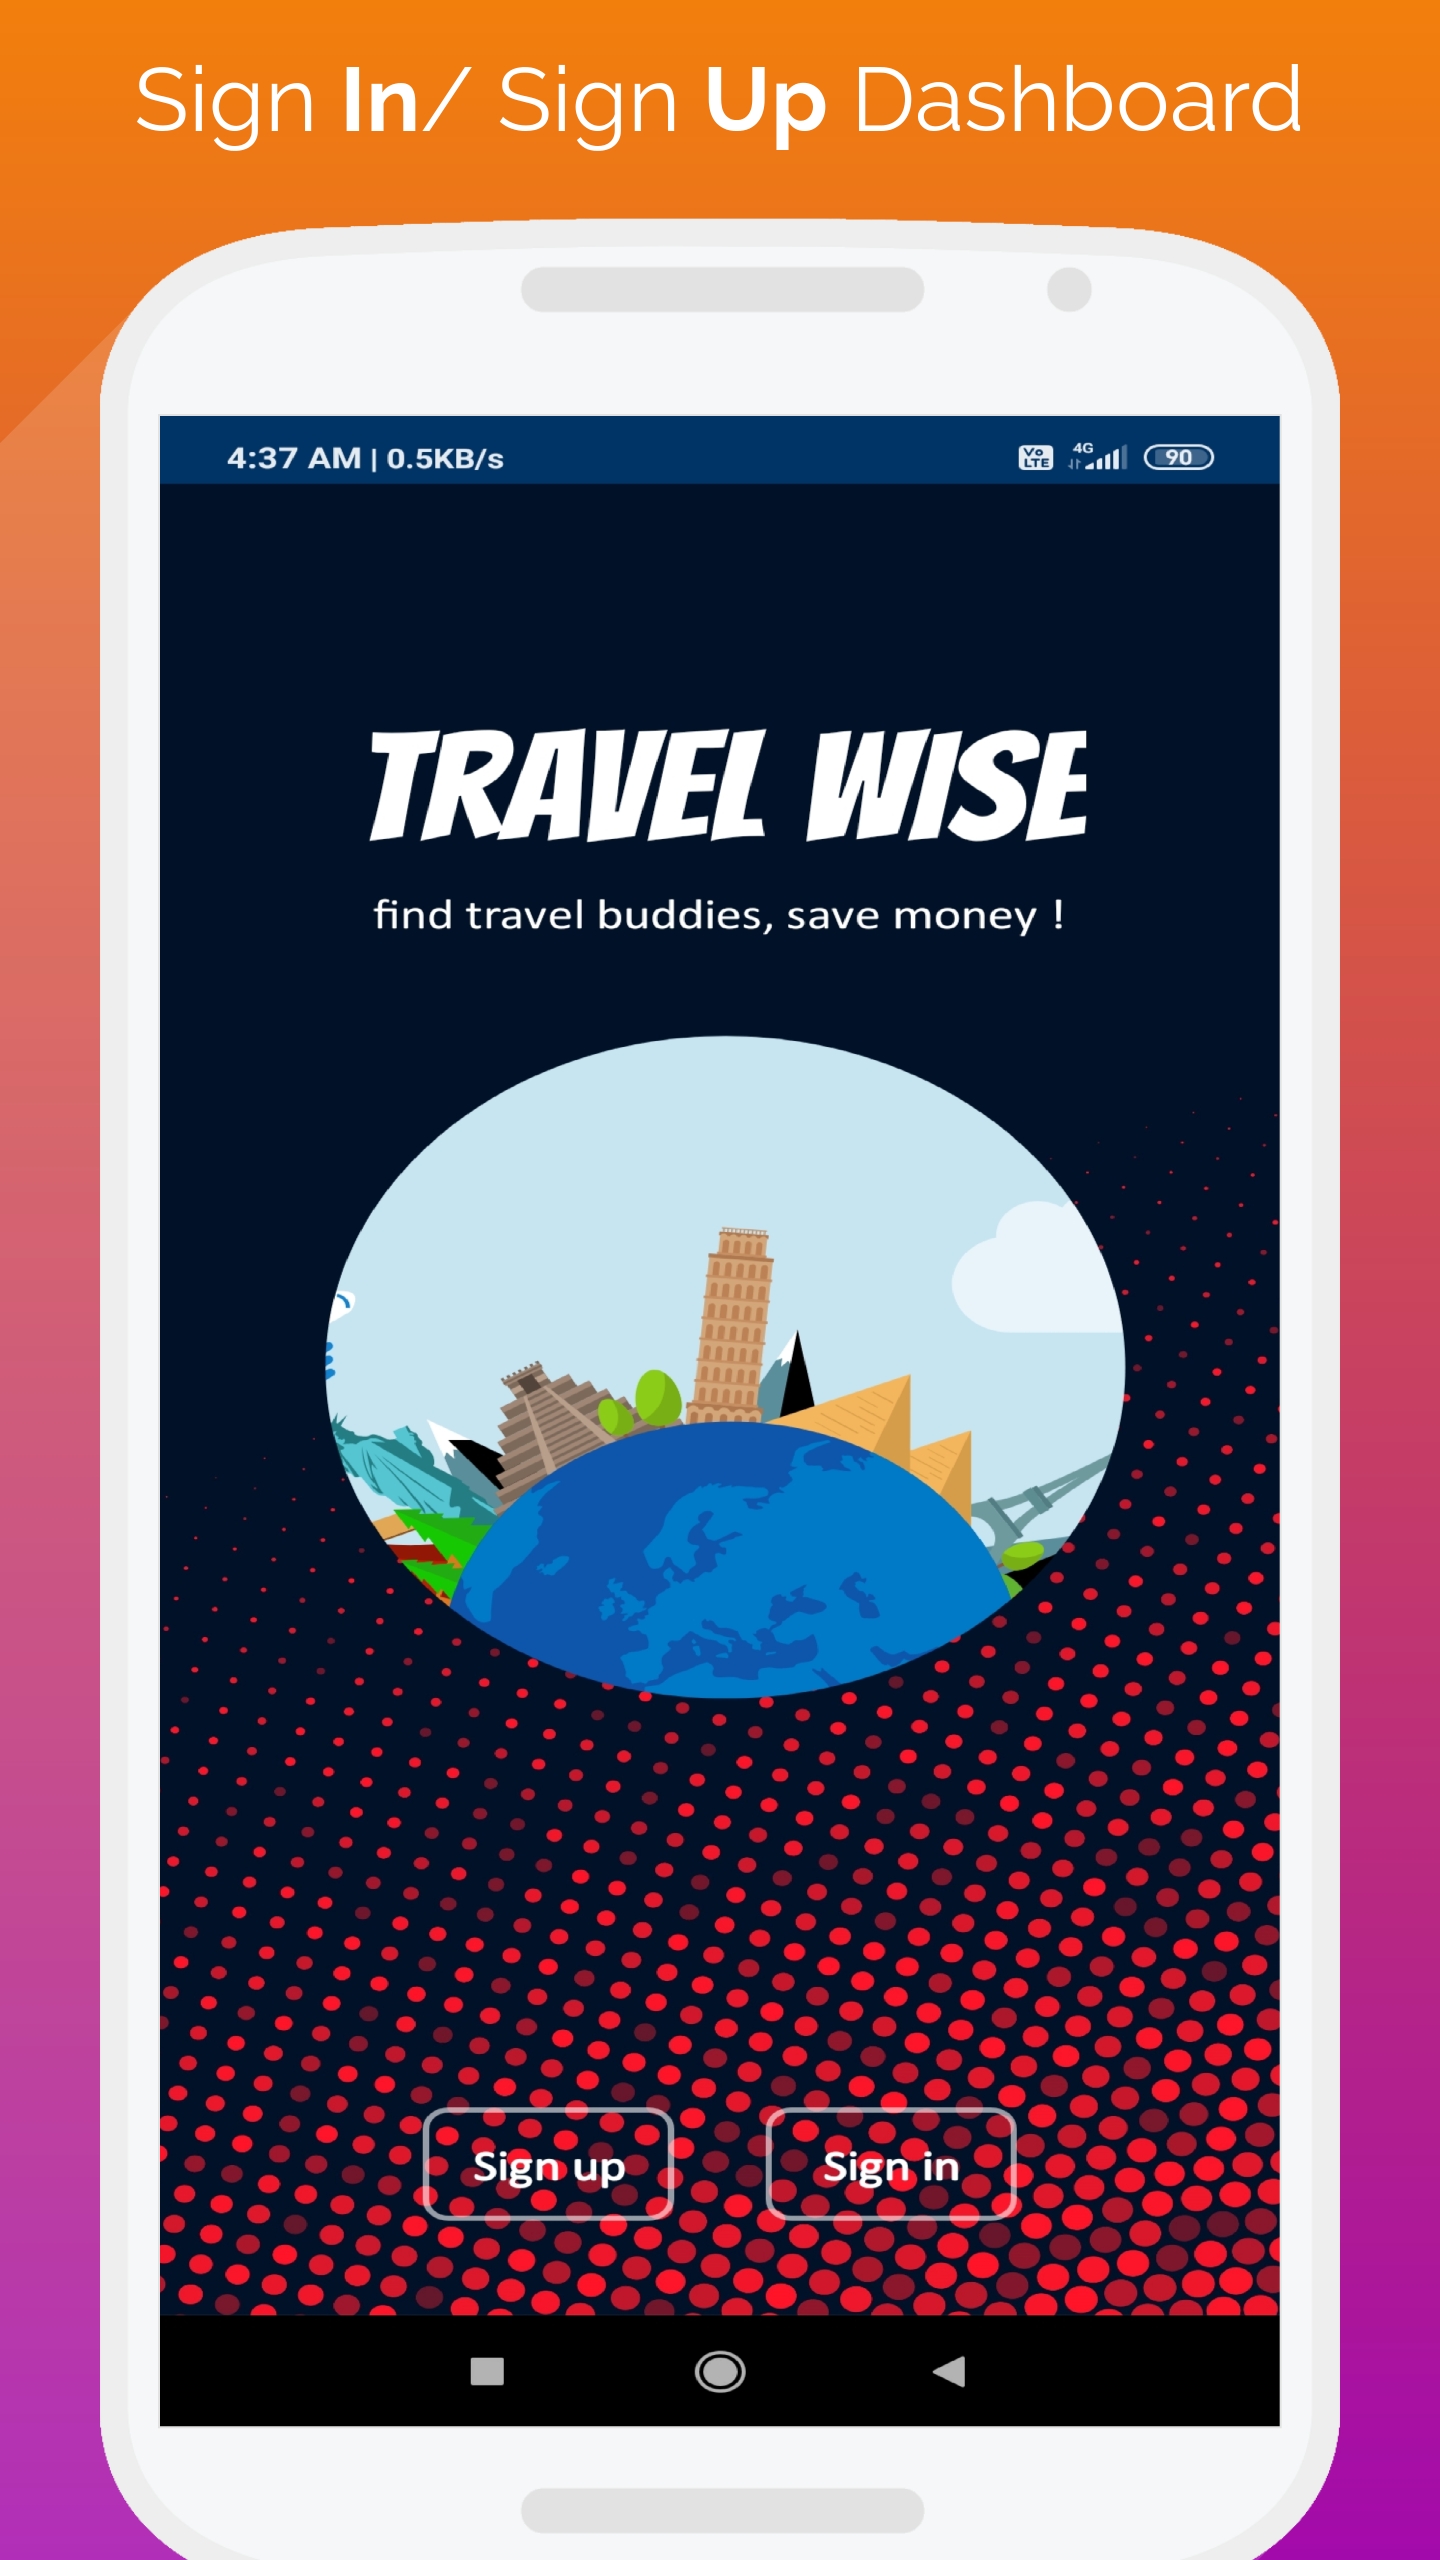 Sign In/ Sign Up Dashboard
4:37 AM | 0.5KB/s
Vo LTE 4G 90
TRAVEL WISE
find travel buddies, save money !
Sign up Sign in